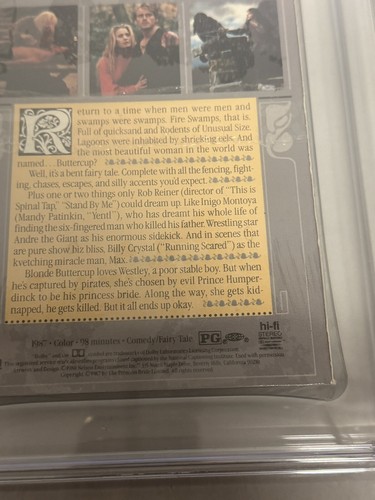 Return to a time when men were men and
swamps were swamps. Fire Swamps, that is.
Full of quicksand and Rodents of Unusual Size.
Lagoons were inhabited by shrieking eels. And
the most beautiful woman in the world was
named... Buttercup?
Well, it's a bent fairy tale. Complete with all the fencing, fight-
ing, chases, escapes, and silly accents you'd expect.
Plus one or two things only Rob Reiner (director of "This is
Spinal Tap," "Stand By Me") could dream up. Like Inigo Montoya
(Mandy Patinkin, "Yentl"), who has dreamt his whole life of
finding the six-fingered man who killed his father. Wrestling star
Andre the Giant as his enormous sidekick. And in scenes that
are pure show biz bliss, Billy Crystal ("Running Scared") as the
kvetching miracle man, Max.
Blonde Buttercup loves Westley, a poor stable boy. But when
he's captured by pirates, she's chosen by evil Prince Humper-
dinck to be his princess bride. Along the way, she gets kid-
napped, he gets killed. But it all ends okay.
1987 • Color • 98 minutes • Comedy/Fairy Tale PG
hi-fi
STEREO